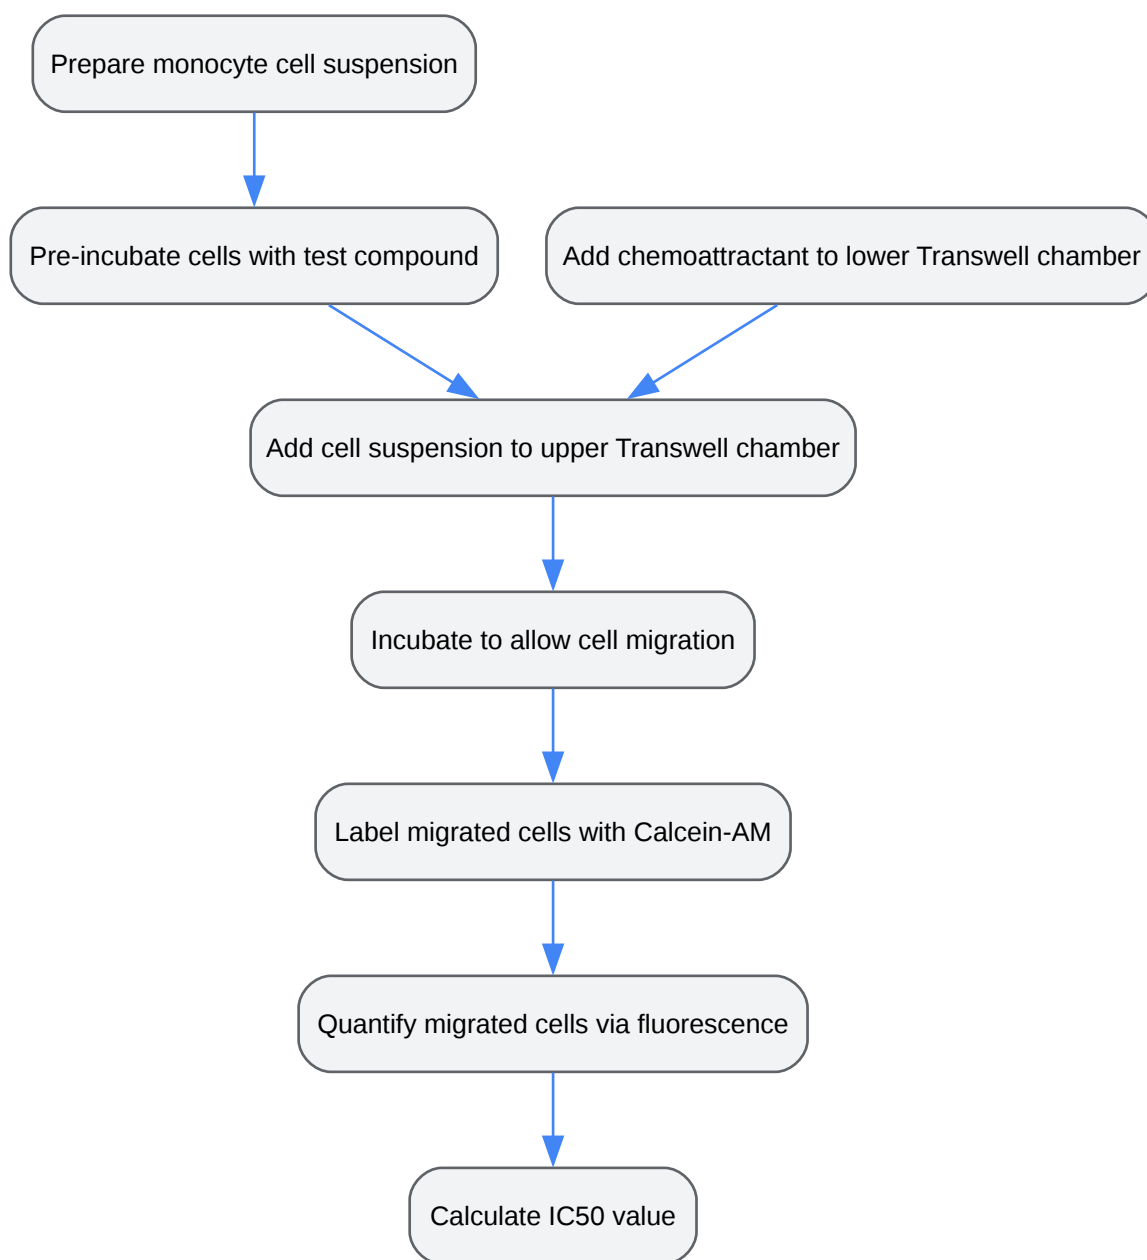 Prepare monocyte cell suspension
Pre-incubate cells with test compound
Add chemoattractant to lower Transwell chamber
Add cell suspension to upper Transwell chamber
Incubate to allow cell migration
Label migrated cells with Calcein-AM
Quantify migrated cells via fluorescence
Calculate IC50 value